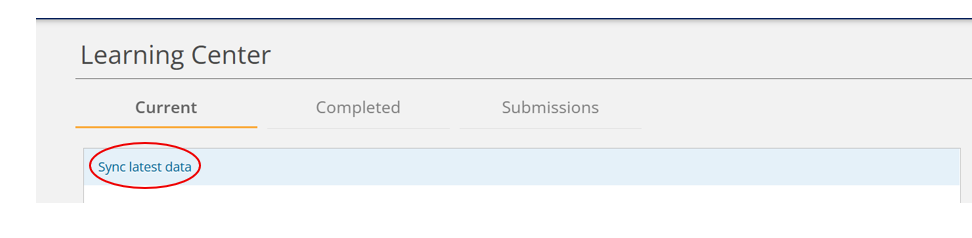 Learning Center
Current Completed Submissions
Sync latest data